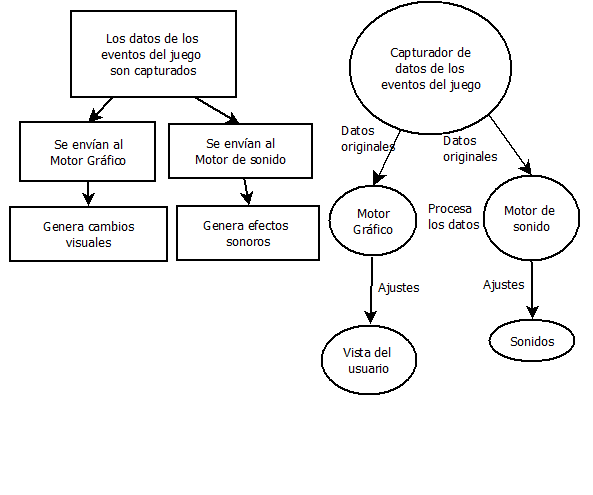 Los datos de los
eventos del juego
son capturados
Se envían al
Motor Gráfico
Se envían al
Motor de sonido
Genera cambios
visuales
Genera efectos
sonoros
Capturador de
datos de los
eventos del juego
Datos
originales
Datos
originales
Motor
Gráfico
Procesa
los datos
Motor de
sonido
Ajustes
Ajustes
Vista del
usuario
Sonidos